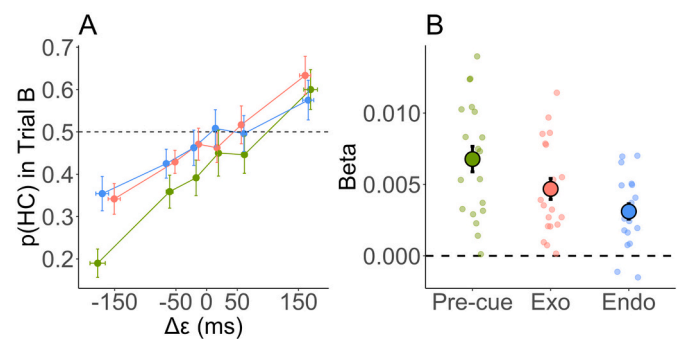 A
p(HC) in Trial B
0.7
0.6
0.5
0.4
0.3
0.2
-150 -50 0 50 150
Δε (ms)
B
Beta
0.010
0.005
0.000
Pre-cue Exo Endo